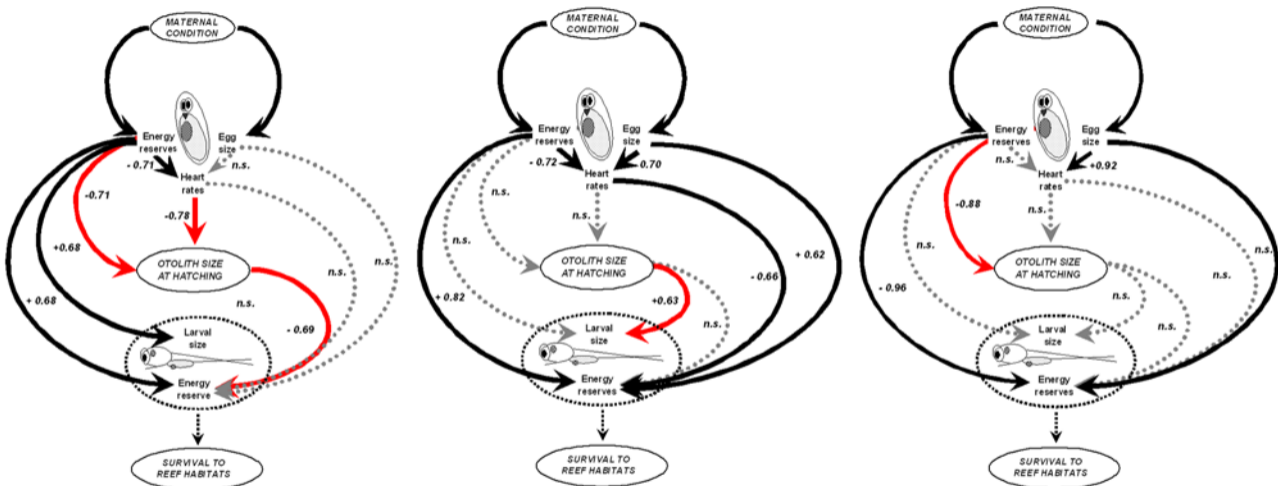 MATERNAL
CONDITION
Energy
reserves
Egg
size
- 0.71
n.s.
Heart
rates
-0.71
-0.78
+0.68
n.s.
OTOLITH SIZE
AT HATCHING
n.s.
+ 0.68
n.s.
- 0.69
Larval
size
Energy
reserve
SURVIVAL TO
REEF HABITATS
MATERNAL
CONDITION
Energy
reserves
Egg
size
- 0.72
0.70
Heart
rates
n.s.
n.s.
n.s.
+ 0.62
OTOLITH SIZE
AT HATCHING
- 0.66
+ 0.82
+0.63
n.s.
Larval
size
Energy
reserves
SURVIVAL TO
REEF HABITATS
MATERNAL
CONDITION
Energy
reserves
Egg
size
n.s.
+0.92
Heart
rates
-0.88
n.s.
n.s.
n.s.
OTOLITH SIZE
AT HATCHING
n.s.
- 0.96
n.s.
n.s.
Larval
size
Energy
reserves
SURVIVAL TO
REEF HABITATS